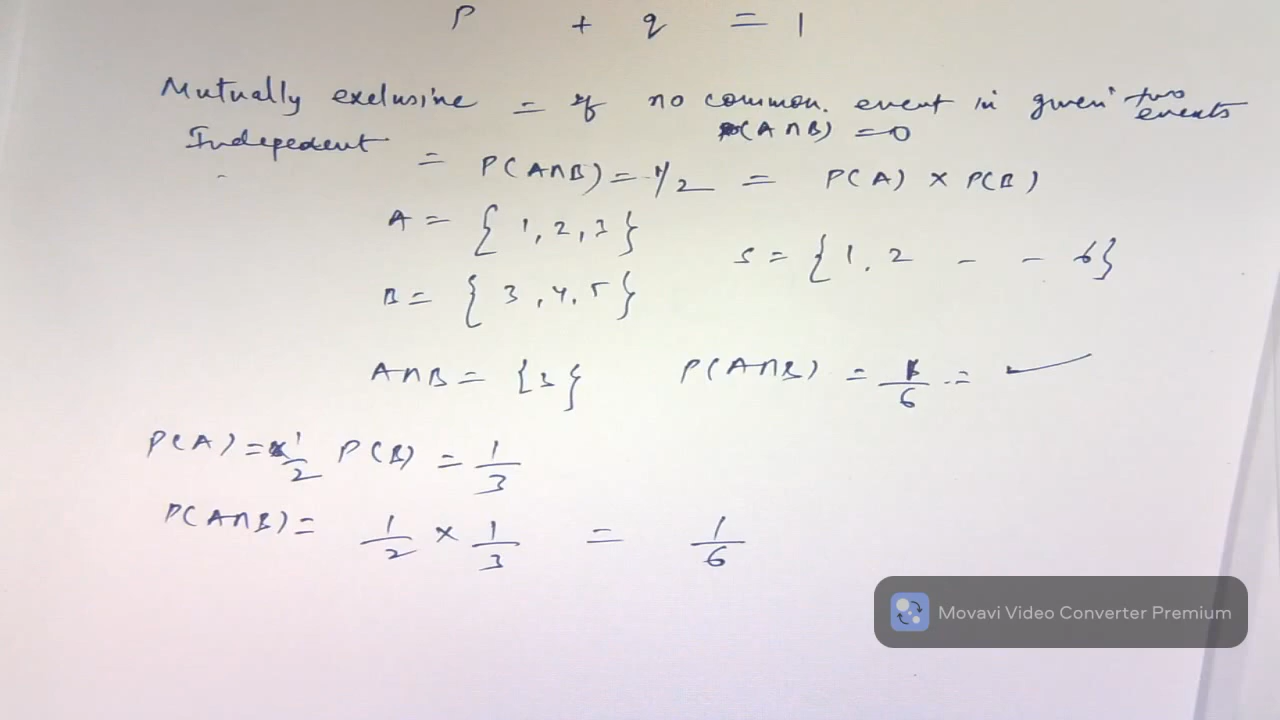 P + q = 1
Mutually exclusive = if no common event in given two events
P(A∩B) = 0
Indepedent = P(A∩B) = 1/2 = P(A) × P(B)
A = {1, 2, 3}
S = {1, 2 - - 6}
B = {3, 4, 5}
A∩B = {3} P(A∩B) = 1/6 = ✓
P(A) = 1/2 P(B) = 1/3
P(A∩B) = 1/2 × 1/3 = 1/6
Movavi Video Converter Premium